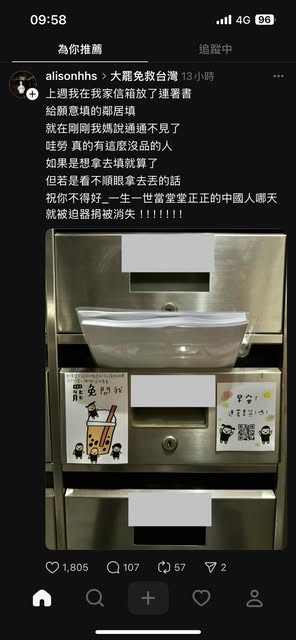 09:58
4G 96
為你推薦
追蹤中
alisonhhs > 大罷免救台灣 13小時
上週我在我家信箱放了連署書
給願意填的鄰居填
就在剛剛我媽說通通不見了
哇勞 真的有這麼沒品的人
如果是想拿去填就算了
但若是看不順眼拿去丟的話
祝你不得好_一生一世當堂堂正正的中國人哪天
就被迫器捐被消失!!!!!!!
罷免
早安!
1,805
107
57
2